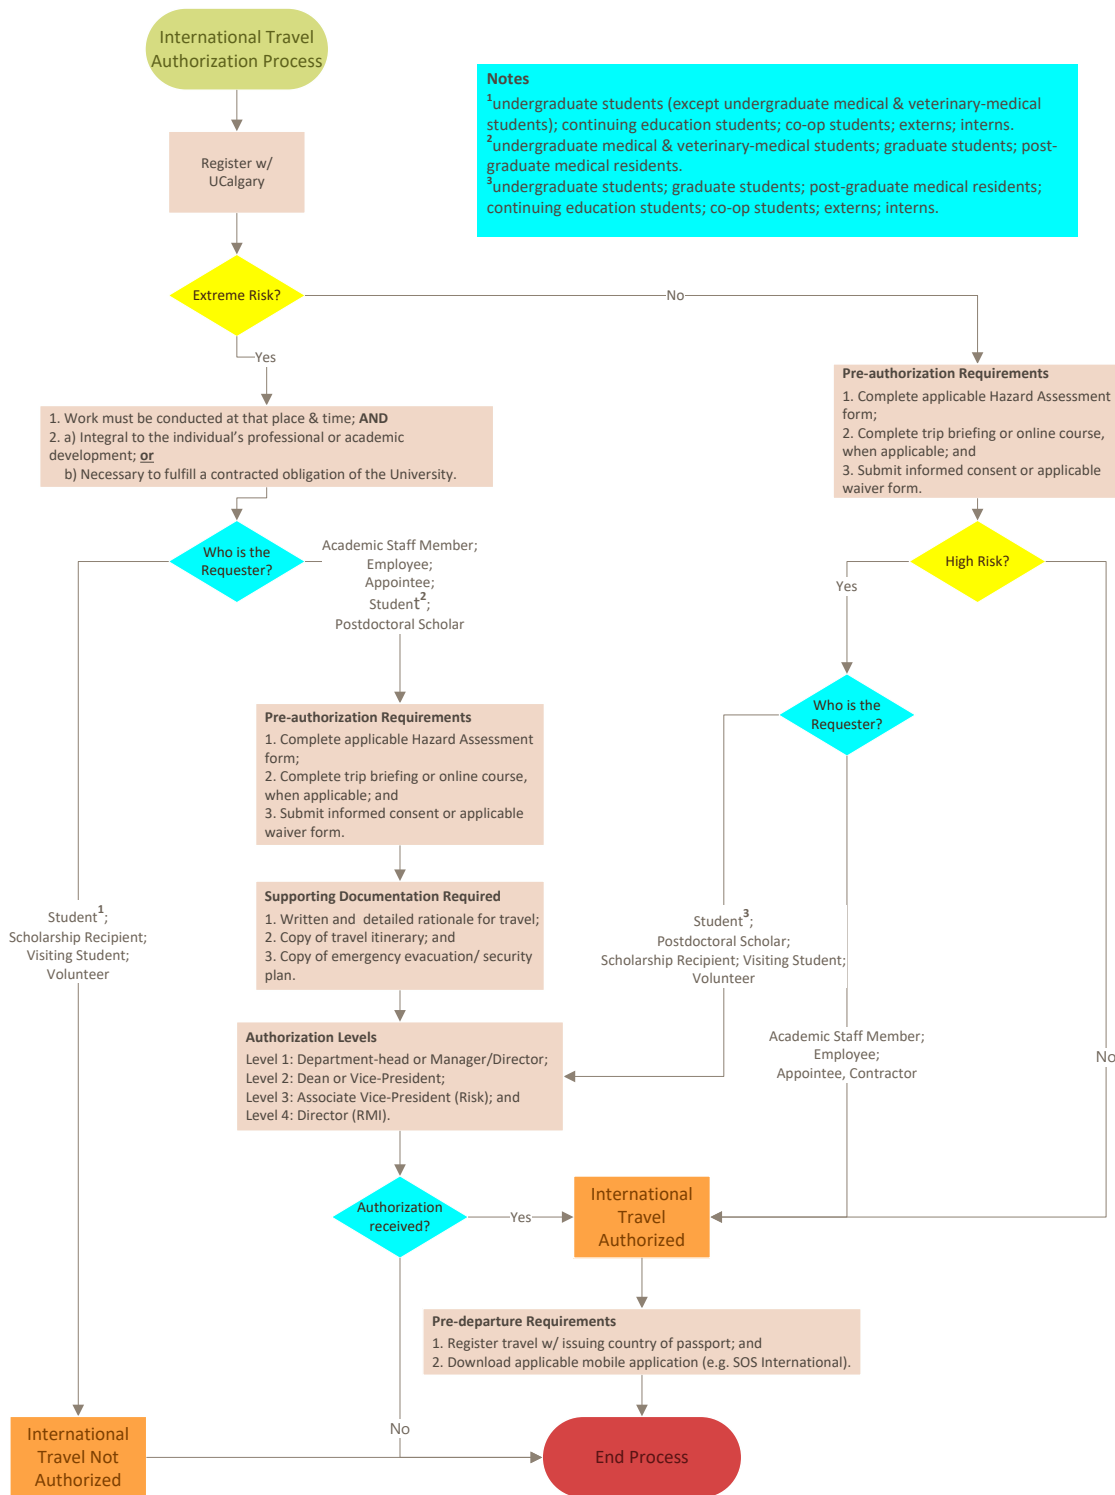 International Travel
Authorization Process
Notes
¹undergraduate students (except undergraduate medical & veterinary-medical
students); continuing education students; co-op students; externs; interns.
²undergraduate medical & veterinary-medical students; graduate students; post-
graduate medical residents.
³undergraduate students; graduate students; post-graduate medical residents;
continuing education students; co-op students; externs; interns.
Register w/
UCalgary
Extreme Risk?
No
Yes
Pre-authorization Requirements
1. Complete applicable Hazard Assessment
form;
2. Complete trip briefing or online course,
when applicable; and
3. Submit informed consent or applicable
waiver form.
1. Work must be conducted at that place & time; AND
2. a) Integral to the individual's professional or academic
development; or
b) Necessary to fulfill a contracted obligation of the University.
Who is the
Requester?
Academic Staff Member;
Employee;
Appointee;
Student²;
Postdoctoral Scholar
High Risk?
Yes
Who is the
Requester?
Pre-authorization Requirements
1. Complete applicable Hazard Assessment
form;
2. Complete trip briefing or online course,
when applicable; and
3. Submit informed consent or applicable
waiver form.
Supporting Documentation Required
1. Written and detailed rationale for travel;
2. Copy of travel itinerary; and
3. Copy of emergency evacuation/ security
plan.
Student¹;
Scholarship Recipient;
Visiting Student;
Volunteer
Student³;
Postdoctoral Scholar;
Scholarship Recipient; Visiting Student;
Volunteer
Authorization Levels
Level 1: Department-head or Manager/Director;
Level 2: Dean or Vice-President;
Level 3: Associate Vice-President (Risk); and
Level 4: Director (RMI).
Academic Staff Member;
Employee;
Appointee, Contractor
No
Authorization
received?
Yes
International
Travel
Authorized
Pre-departure Requirements
1. Register travel w/ issuing country of passport; and
2. Download applicable mobile application (e.g. SOS International).
No
International
Travel Not
Authorized
End Process